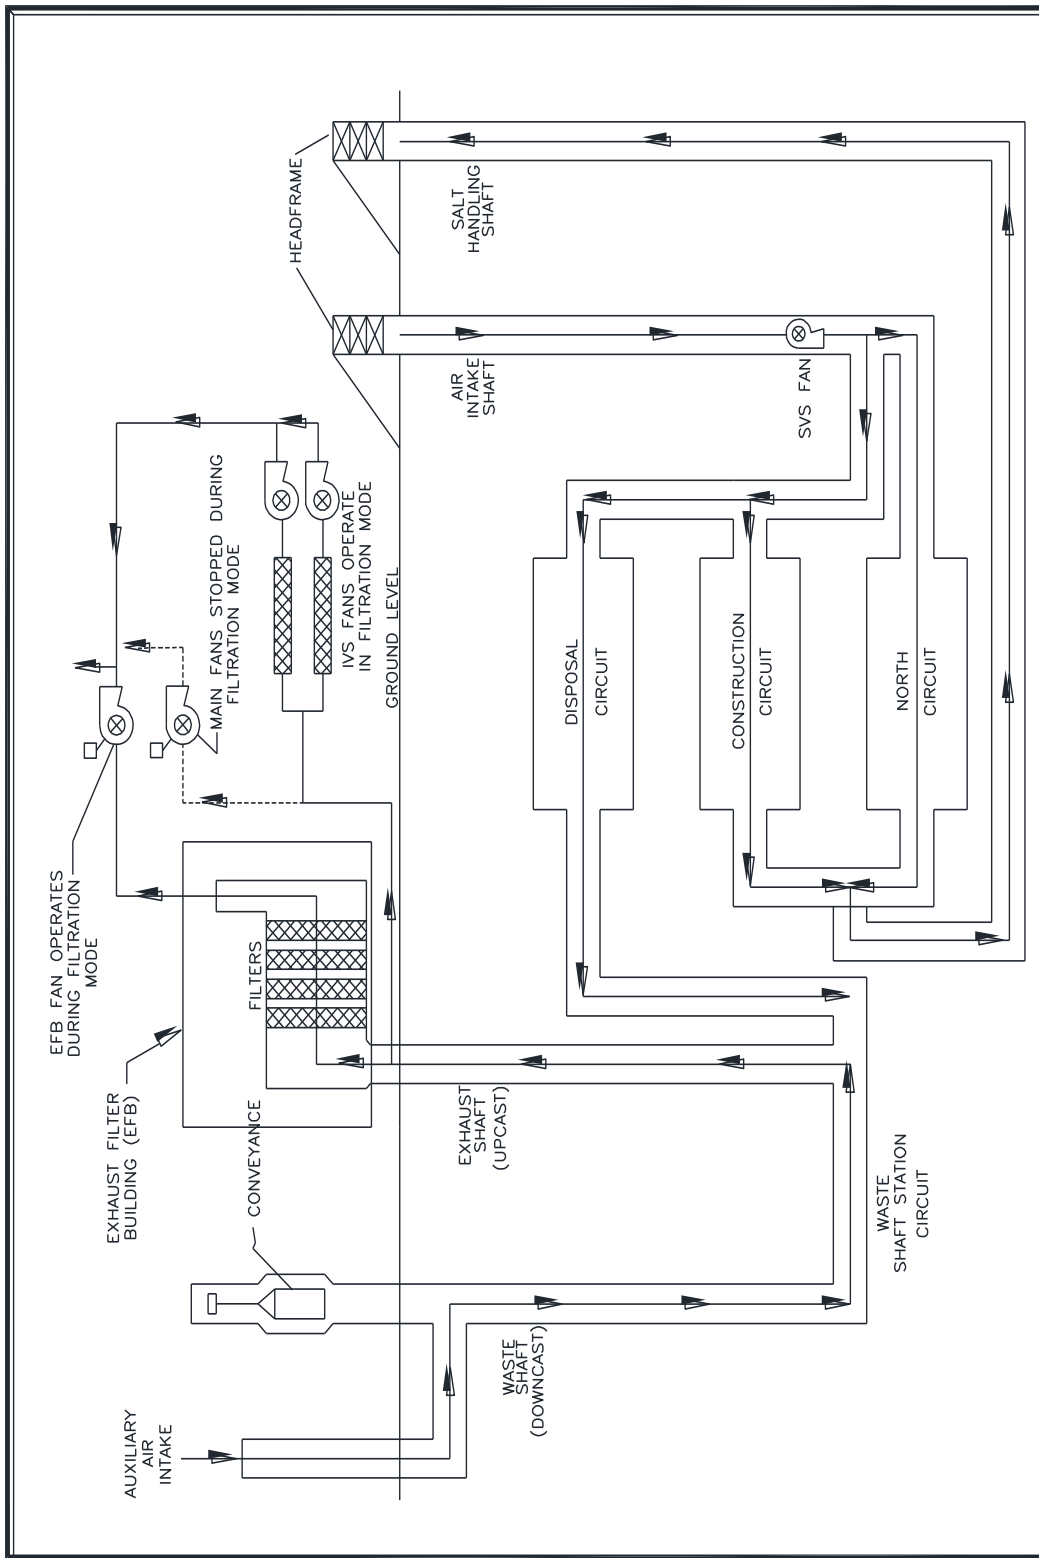 AUXILIARY
AIR
INTAKE
EXHAUST FILTER
BUILDING (EFB)
EFB FAN OPERATES
DURING FILTRATION
MODE
MAIN FANS STOPPED DURING
FILTRATION MODE
CONVEYANCE
FILTERS
IVS FANS OPERATE
IN FILTRATION MODE
HEADFRAME
GROUND LEVEL
WASTE
SHAFT
(DOWNCAST)
EXHAUST
SHAFT
(UPCAST)
AIR
INTAKE
SHAFT
SALT
HANDLING
SHAFT
DISPOSAL
CIRCUIT
CONSTRUCTION
CIRCUIT
NORTH
CIRCUIT
SVS FAN
WASTE
SHAFT STATION
CIRCUIT